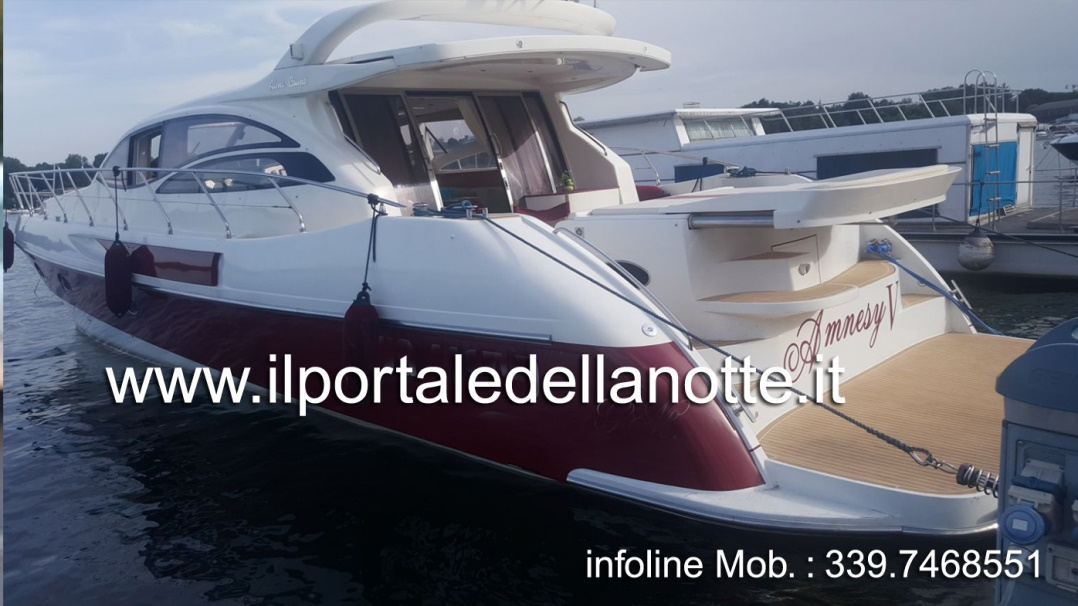 Amnesy V
www.ilportaledellanotte.it
infoline Mob. : 339.7468551